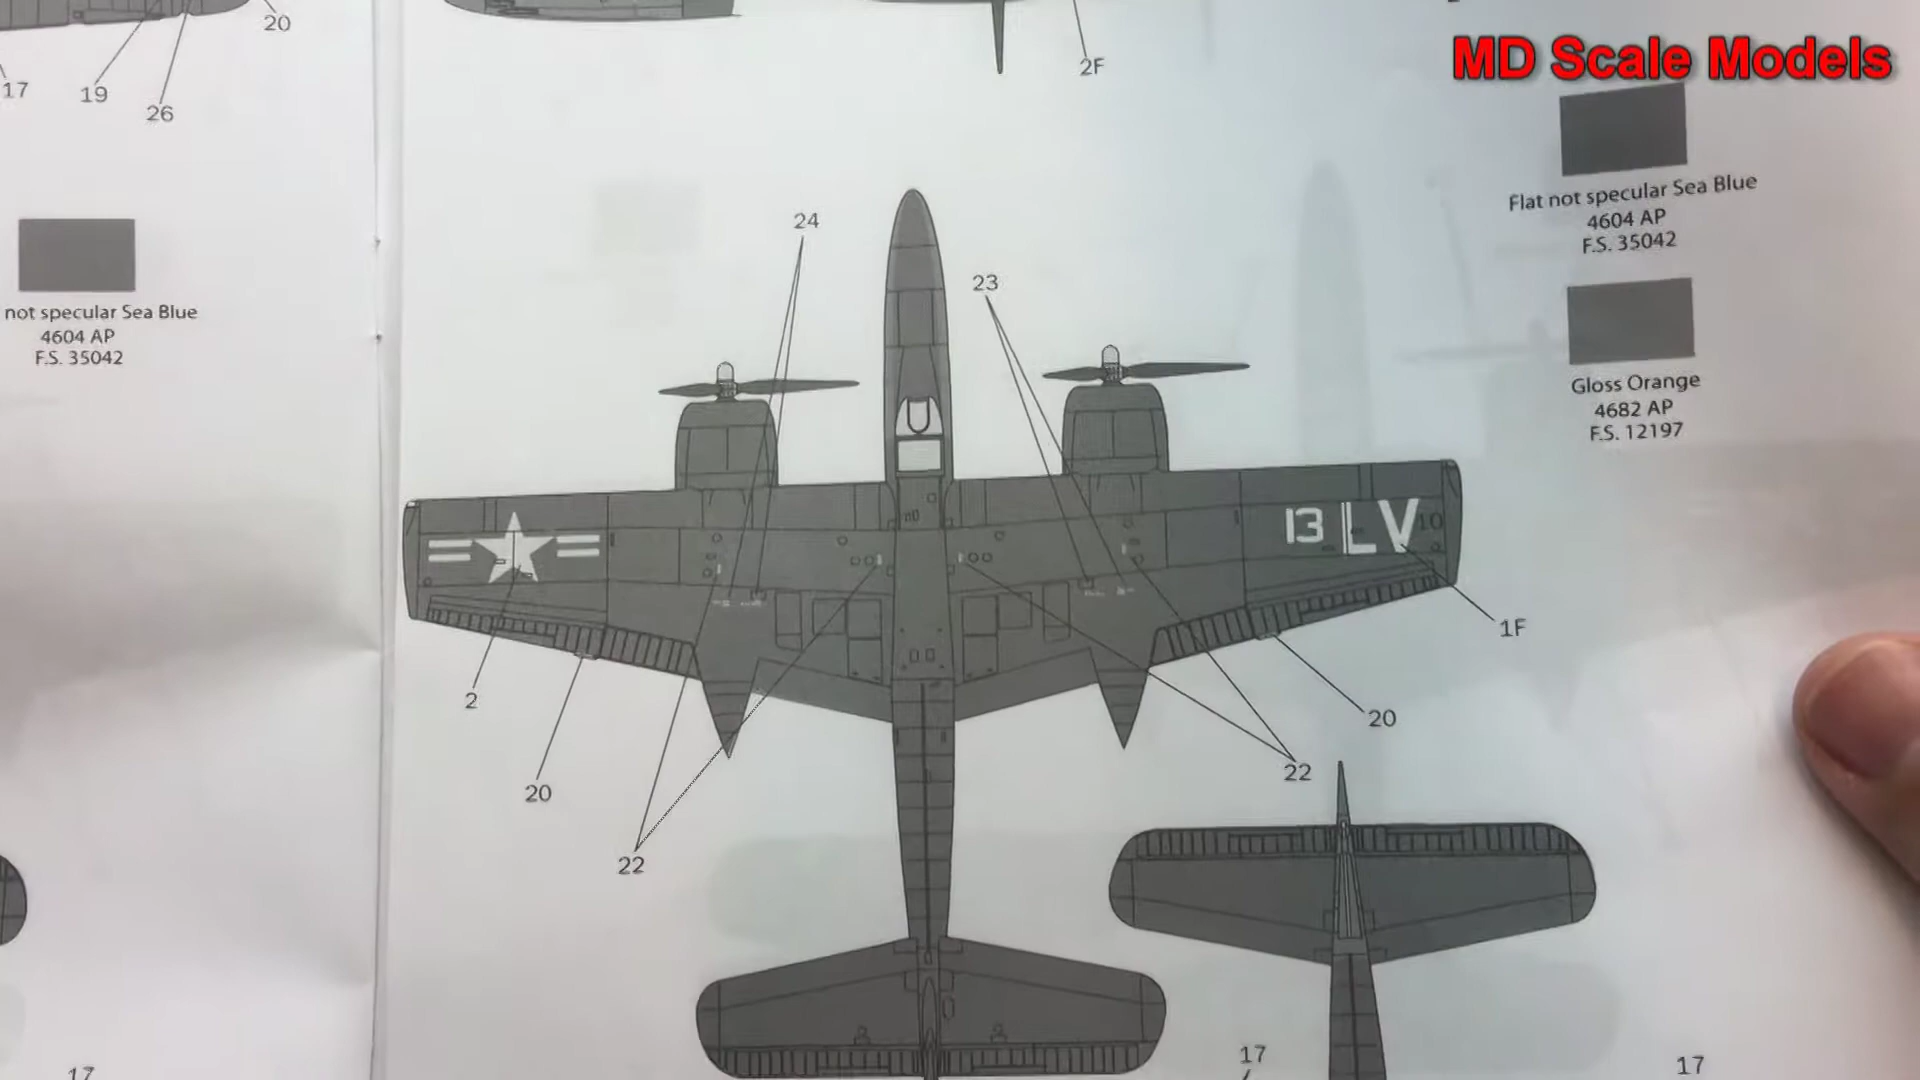 MD Scale Models
20
17
19
26
2F
not specular Sea Blue
4604 AP
F.S. 35042
Flat not specular Sea Blue
4604 AP
F.S. 35042
Gloss Orange
4682 AP
F.S. 12197
24
23
13 LV 10
1F
2
20
20
22
22
17
17
17